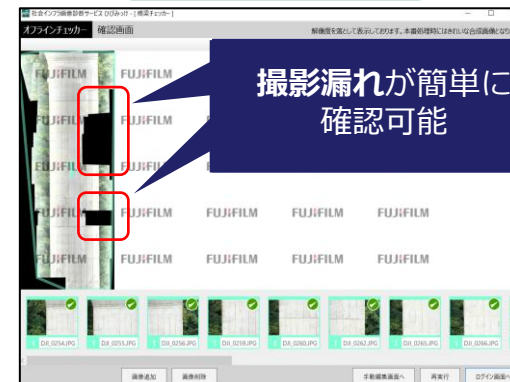 社会インフラ画像診断サービス ひびみっけ - [ 橋梁チェッカー ]
オフラインチェッカー 確認画面
解像度を落として表示しております。本番処理時にはきれいな合成画像となり
撮影漏れが簡単に
確認可能
FUJIFILM FUJIFILM
FUJIFILM FUJIFILM
FUJIFILM FUJIFILM
FUJIFILM FUJIFILM FUJIFILM FUJIFILM FUJIFILM
FUJIFILM FUJIFILM FUJIFILM FUJIFILM FUJIFILM
DJI_0254.JPG DJI_0255.JPG DJI_0256.JPG DJI_0259.JPG DJI_0260.JPG DJI_0262.JPG DJI_0265.JPG DJI_0266.JPG
画像追加 画像削除 手動編集画面へ 再実行 ログイン画面へ